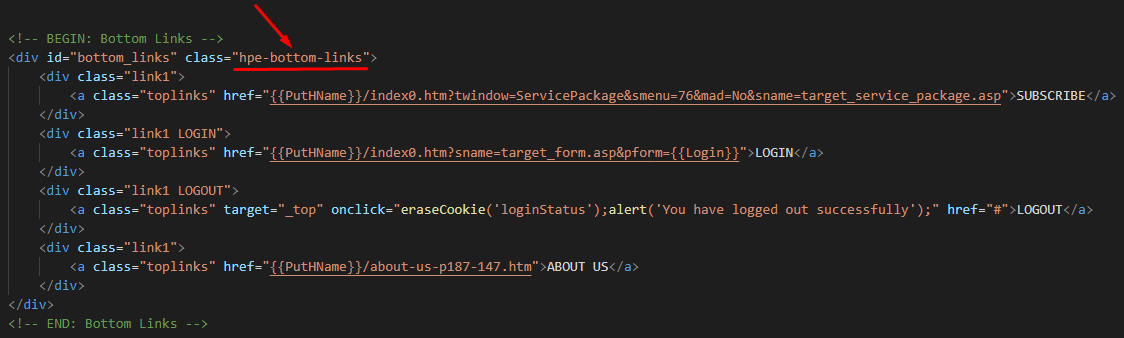 <!-- BEGIN: Bottom Links -->
<div id="bottom_links" class="hpe-bottom-links">
<div class="link1">
<a class="toplinks" href="{{PutHName}}/index0.htm?twindow=ServicePackage&smenu=76&mad=No&sname=target_service_package.asp">SUBSCRIBE</a>
</div>
<div class="link1 LOGIN">
<a class="toplinks" href="{{PutHName}}/index0.htm?sname=target_form.asp&pform={{Login}}">LOGIN</a>
</div>
<div class="link1 LOGOUT">
<a class="toplinks" target="_top" onclick="eraseCookie('loginStatus');alert('You have logged out successfully');" href="#">LOGOUT</a>
</div>
<div class="link1">
<a class="toplinks" href="{{PutHName}}/about-us-p187-147.htm">ABOUT US</a>
</div>
</div>
<!-- END: Bottom Links -->